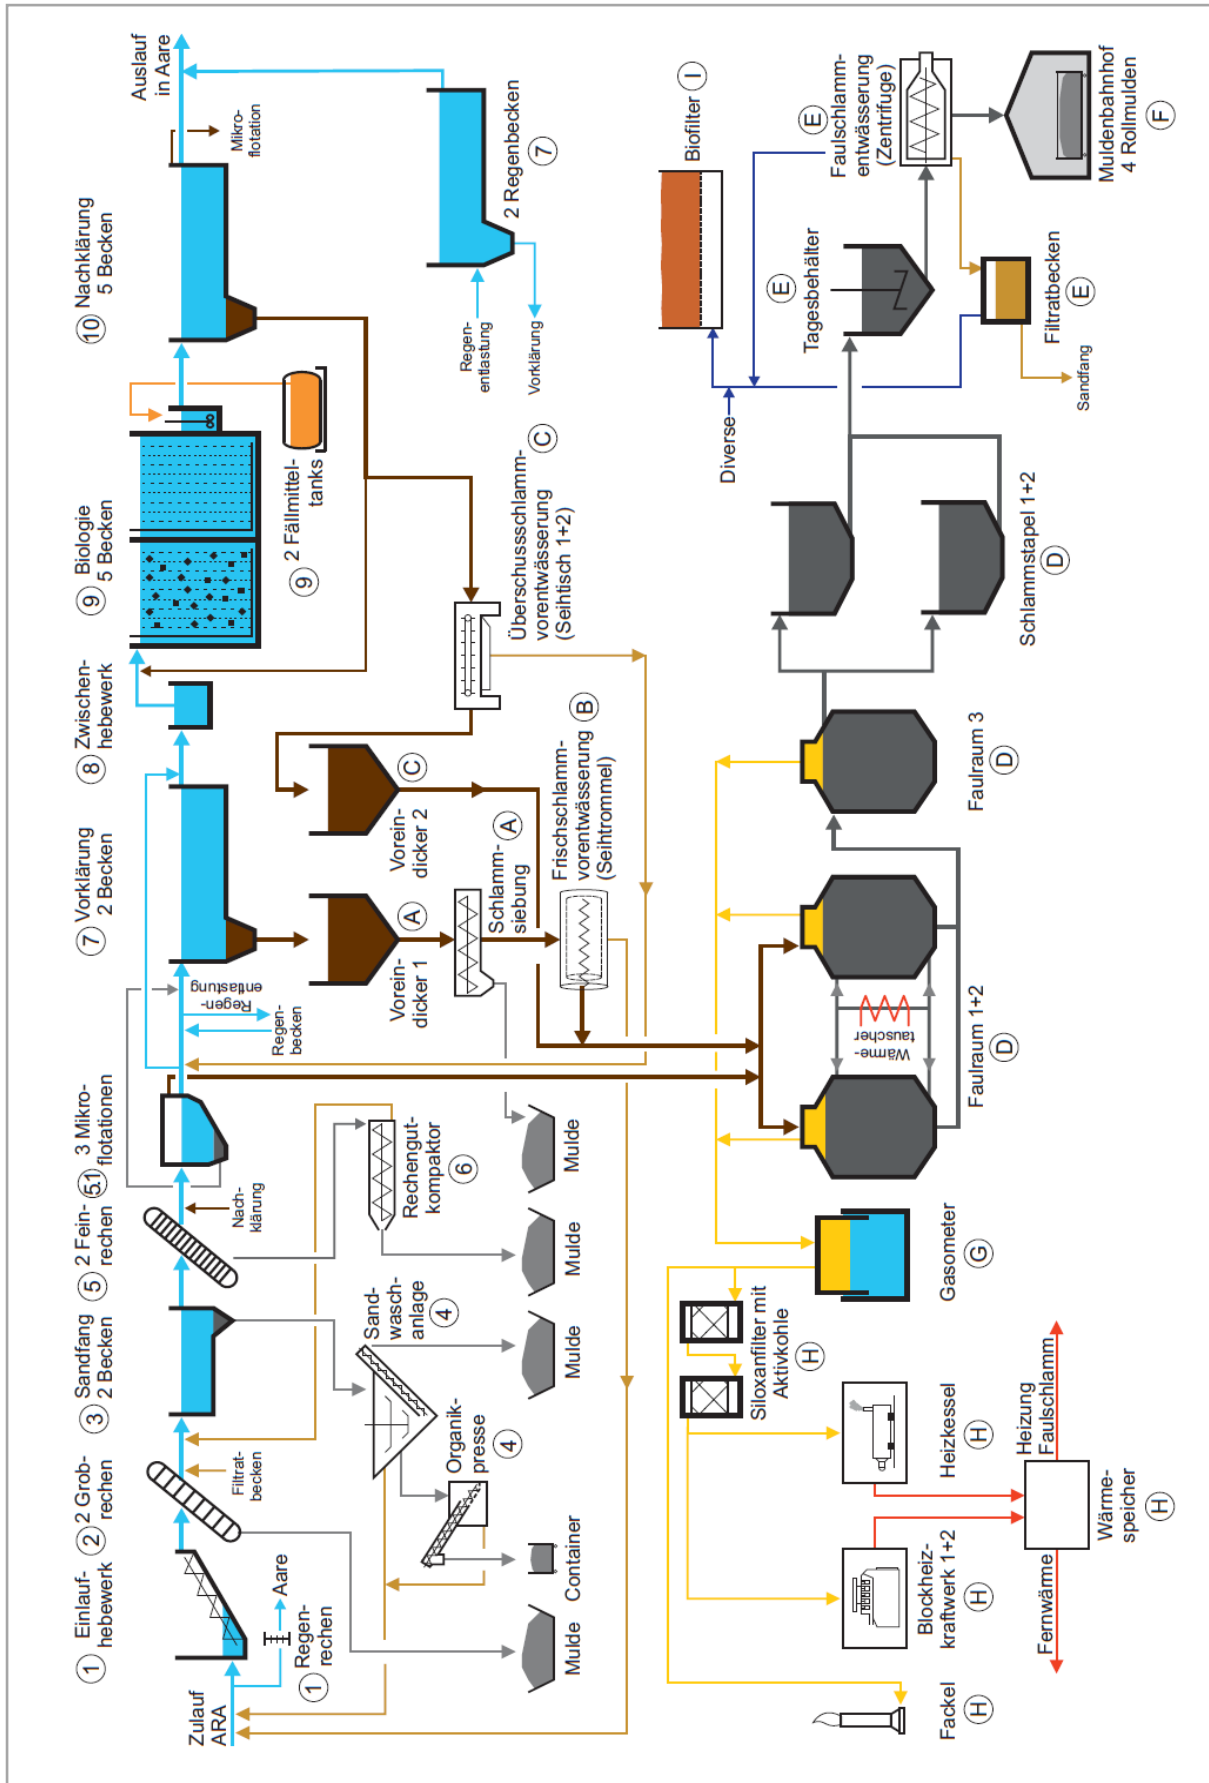 Zulauf
ARA
1 Einlauf-
hebewerk
1 Regen-
rechen
Aare
2 2 Grob-
rechen
Filtrat-
becken
3 Sandfang
2 Becken
5 2 Fein-
rechen
Nach-
klärung
5.1 3 Mikro-
flotationen
Regen-
becken
Regen-
entlastung
7 Vorklärung
2 Becken
8 Zwischen-
hebewerk
9 Biologie
5 Becken
9 2 Fällmittel-
tanks
10 Nachklärung
5 Becken
Mikro-
flotation
Auslauf
in Aare
Regen-
entlastung
Vorklärung
2 Regenbecken
7
Mulde
Container
Organik-
presse
4
Sand-
wasch-
anlage
4
Mulde
Rechengut-
kompaktor
6
Mulde
Mulde
Vorein-
dicker 1
A
Schlamm-
siebung
A
Vorein-
dicker 2
C
Frischschlamm-
vorentwässerung
(Seihtrommel)
B
Überschussschlamm-
vorentwässerung
(Seihtisch 1+2)
C
Fackel
H
Blockheiz-
kraftwerk 1+2
H
Heizkessel
H
Fernwärme
Heizung
Faulschlamm
Wärme-
speicher
H
Siloxanfilter mit
Aktivkohle
H
Gasometer
G
Wärme-
tauscher
Faulraum 1+2
D
Faulraum 3
D
Schlammstapel 1+2
D
Diverse
Biofilter
I
Tagesbehälter
E
Sandfang
Filtratbecken
E
Faulschlamm-
entwässerung
(Zentrifuge)
E
Muldenbahnhof
4 Rollmulden
F